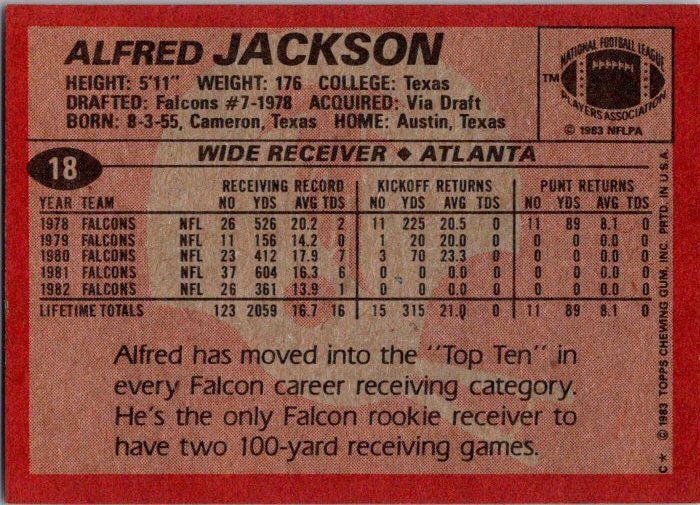 ALFRED JACKSON
HEIGHT: 5'11" WEIGHT: 176 COLLEGE: Texas
DRAFTED: Falcons #7-1978 ACQUIRED: Via Draft
BORN: 8-3-55, Cameron, Texas HOME: Austin, Texas
NATIONAL FOOTBALL LEAGUE
TM
PLAYERS ASSOCIATION
© 1983 NFLPA
18
WIDE RECEIVER ◆ ATLANTA
RECEIVING RECORD KICKOFF RETURNS PUNT RETURNS
YEAR TEAM NO YDS AVG TDS NO YDS AVG TDS NO YDS AVG TDS
1978 FALCONS NFL 26 526 20.2 2 11 225 20.5 0 11 89 8.1 0
1979 FALCONS NFL 11 156 14.2 0 1 20 20.0 0 0 0 0.0 0
1980 FALCONS NFL 23 412 17.9 7 3 70 23.3 0 0 0 0.0 0
1981 FALCONS NFL 37 604 16.3 6 0 0 0.0 0 0 0 0.0 0
1982 FALCONS NFL 26 361 13.9 1 0 0 0.0 0 0 0 0.0 0
LIFETIME TOTALS 123 2059 16.7 16 15 315 21.0 0 11 89 8.1 0
Alfred has moved into the "Top Ten" in
every Falcon career receiving category.
He's the only Falcon rookie receiver to
have two 100-yard receiving games.
C* © 1983 TOPPS CHEWING GUM, INC. PRTD. IN U.S.A.